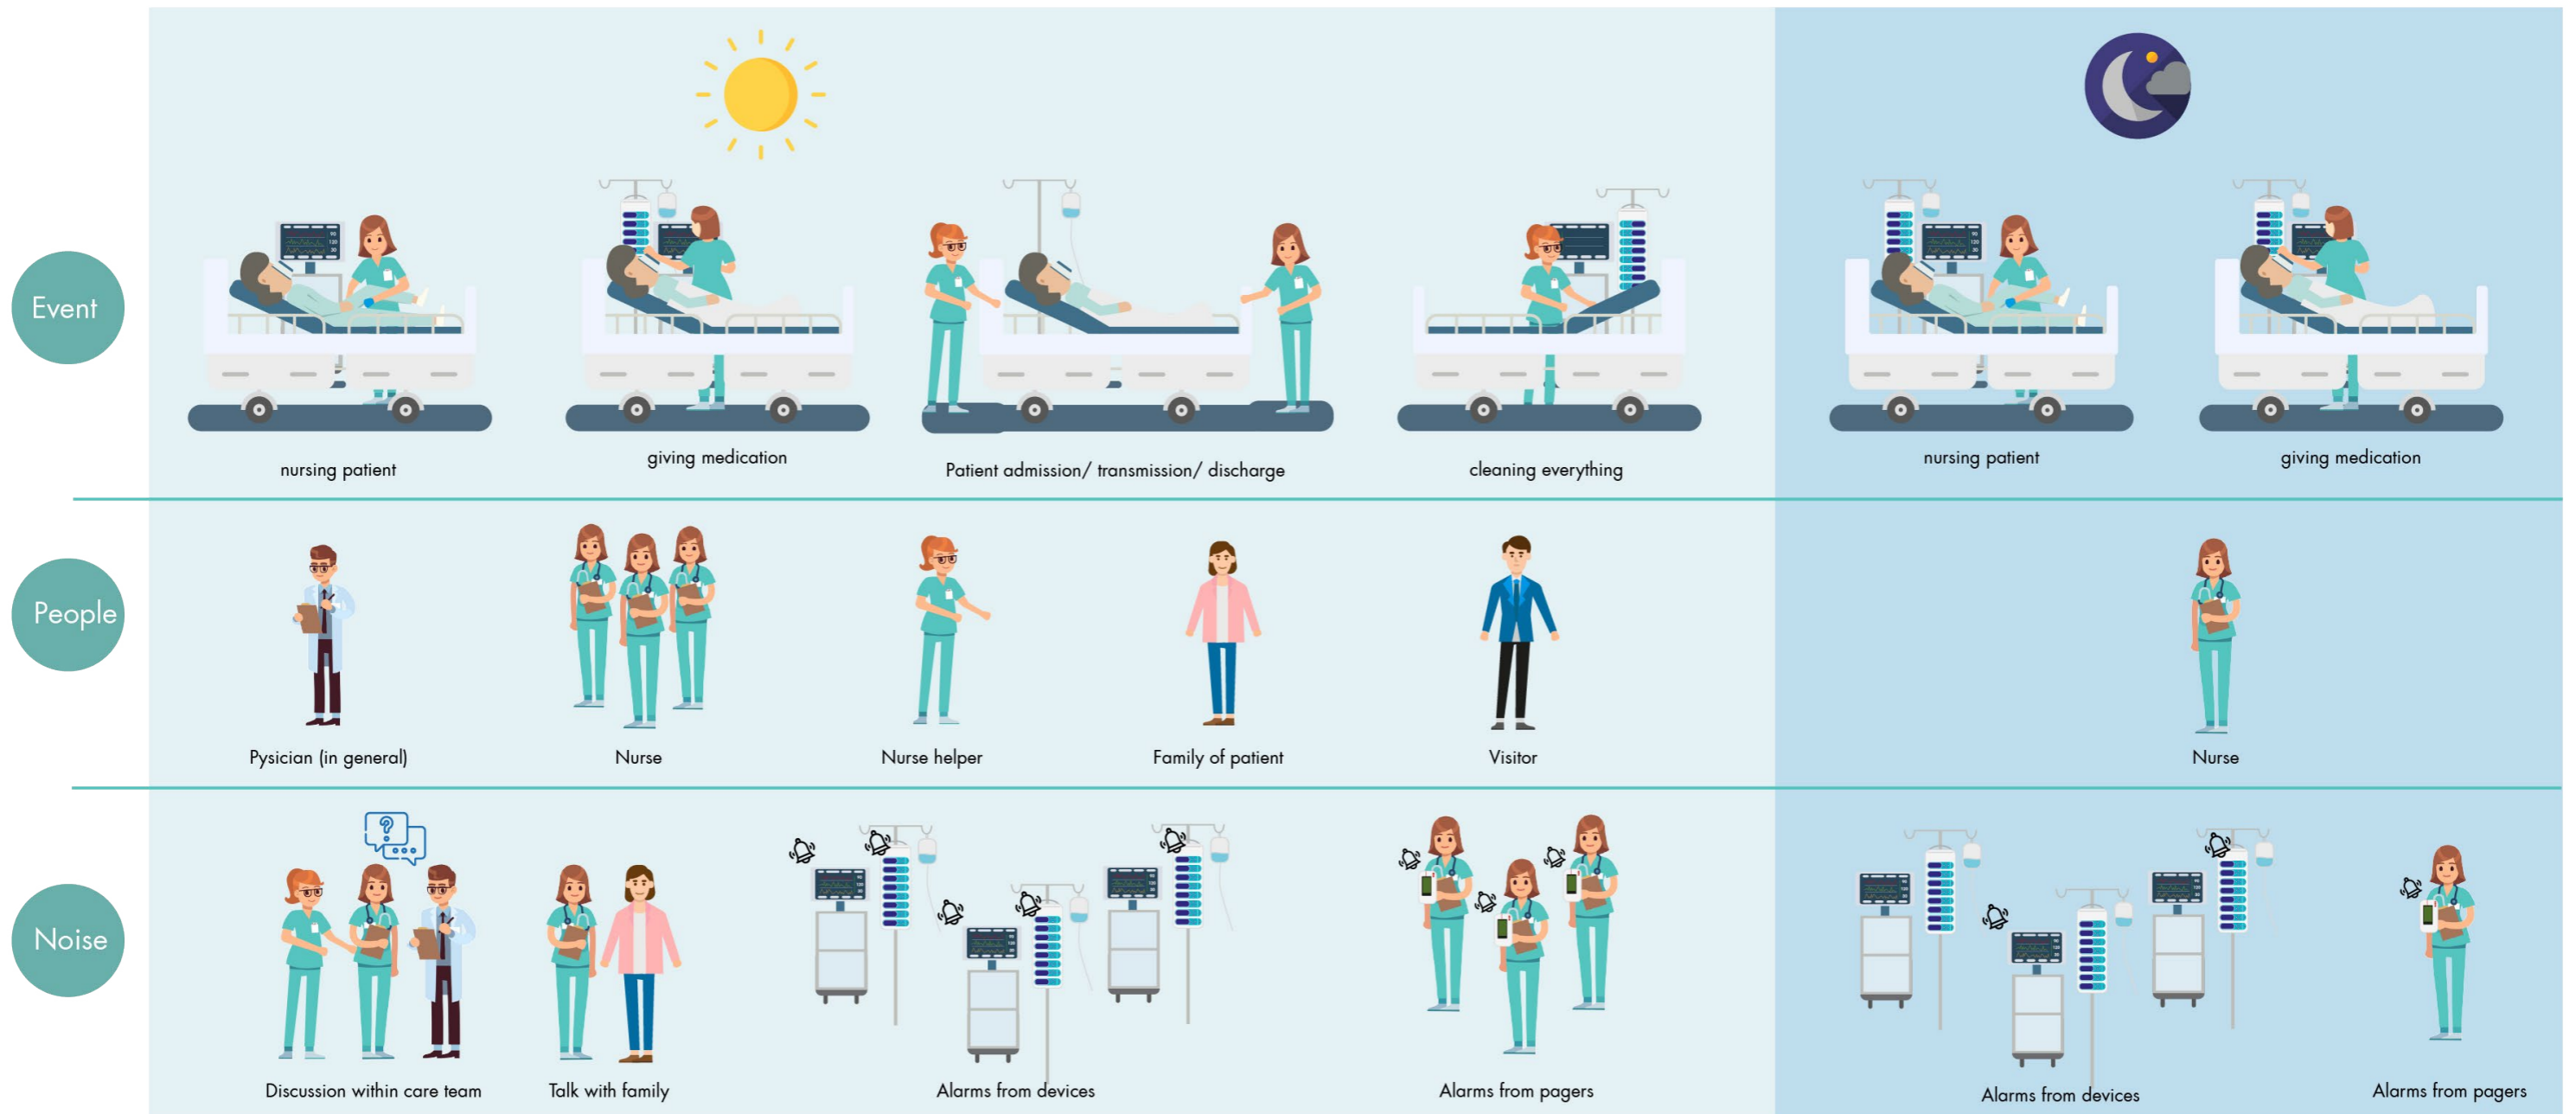 Event
nursing patient
giving medication
Patient admission/ transmission/ discharge
cleaning everything
nursing patient
giving medication
People
Pysician (in general)
Nurse
Nurse helper
Family of patient
Visitor
Nurse
Noise
Discussion within care team
Talk with family
Alarms from devices
Alarms from pagers
Alarms from devices
Alarms from pagers